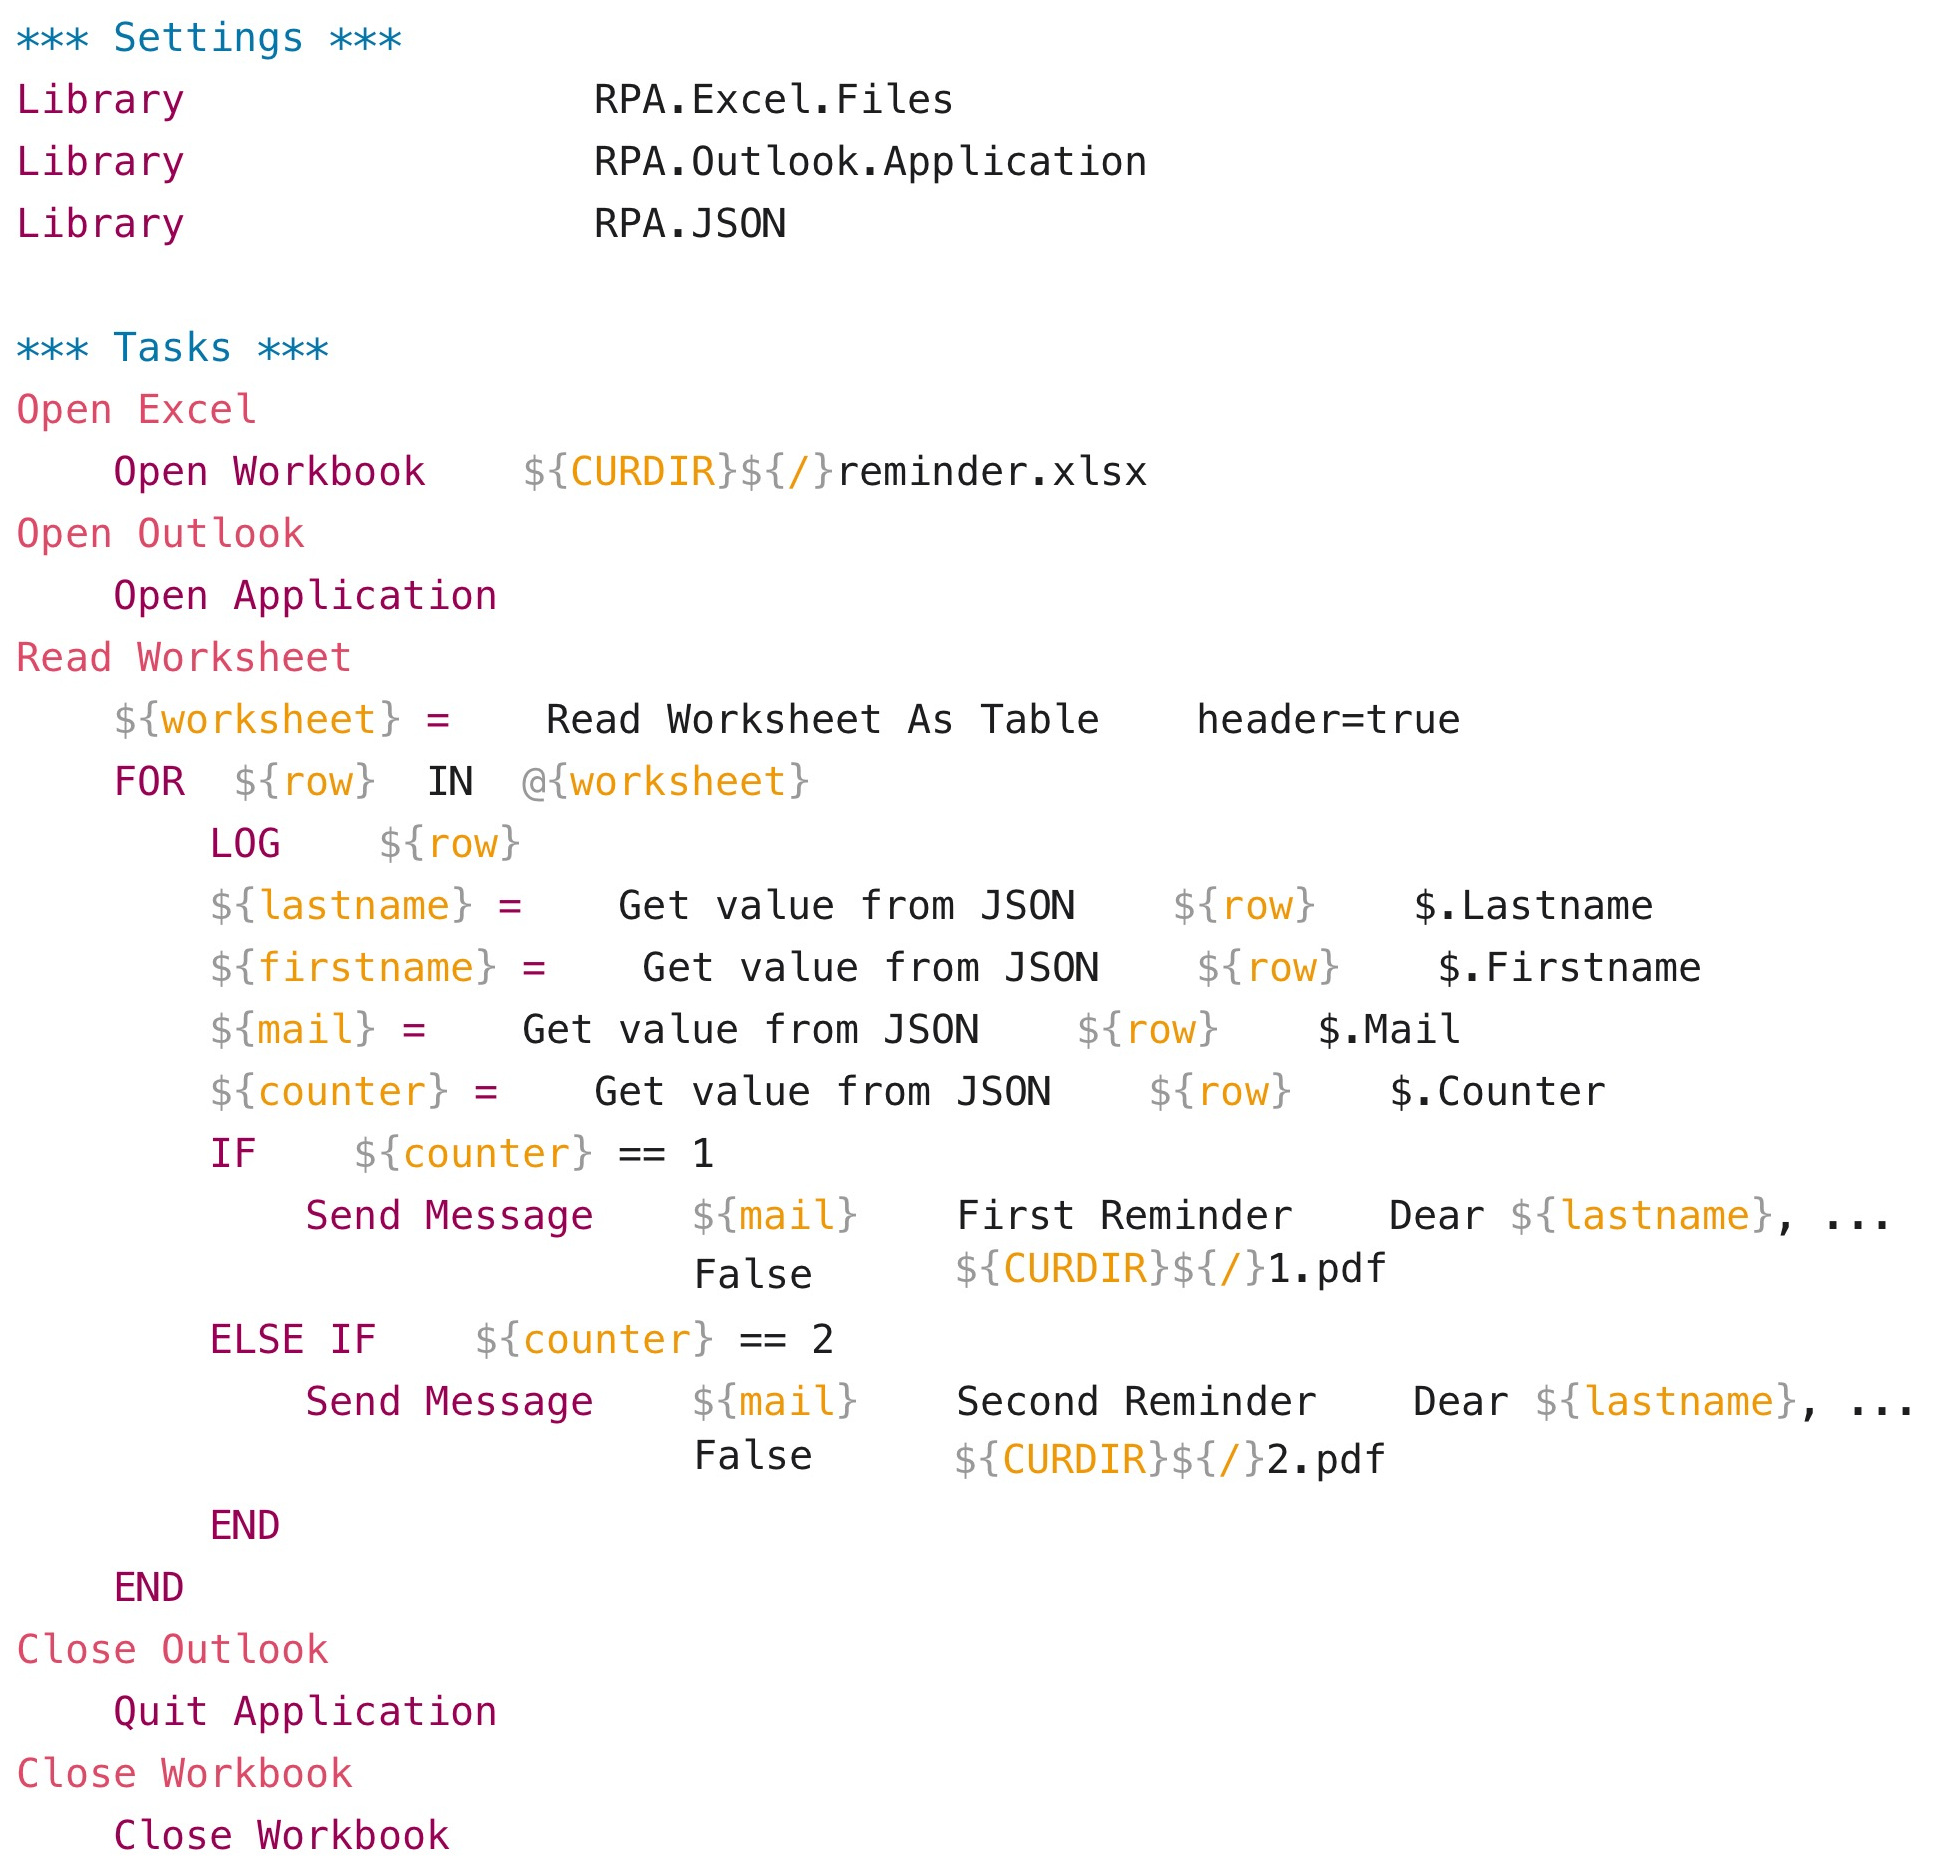 *** Settings ***
Library                 RPA.Excel.Files
Library                 RPA.Outlook.Application
Library                 RPA.JSON

*** Tasks ***
Open Excel
    Open Workbook    ${CURDIR}${/}reminder.xlsx
Open Outlook
    Open Application
Read Worksheet
    ${worksheet} =    Read Worksheet As Table    header=true
    FOR  ${row}  IN  @{worksheet}
        LOG    ${row}
        ${lastname} =    Get value from JSON    ${row}    $.Lastname
        ${firstname} =    Get value from JSON    ${row}    $.Firstname
        ${mail} =    Get value from JSON    ${row}    $.Mail
        ${counter} =    Get value from JSON    ${row}    $.Counter
        IF    ${counter} == 1
            Send Message    ${mail}    First Reminder    Dear ${lastname}, ...
                            False      ${CURDIR}${/}1.pdf
        ELSE IF    ${counter} == 2
            Send Message    ${mail}    Second Reminder    Dear ${lastname}, ...
                            False      ${CURDIR}${/}2.pdf
        END
    END
Close Outlook
    Quit Application
Close Workbook
    Close Workbook